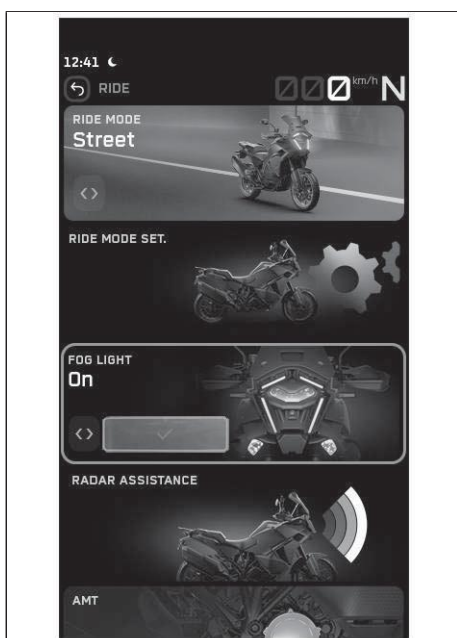 12:41
RIDE
000 km/h N
RIDE MODE
Street
RIDE MODE SET.
FOG LIGHT
On
RADAR ASSISTANCE
AMT